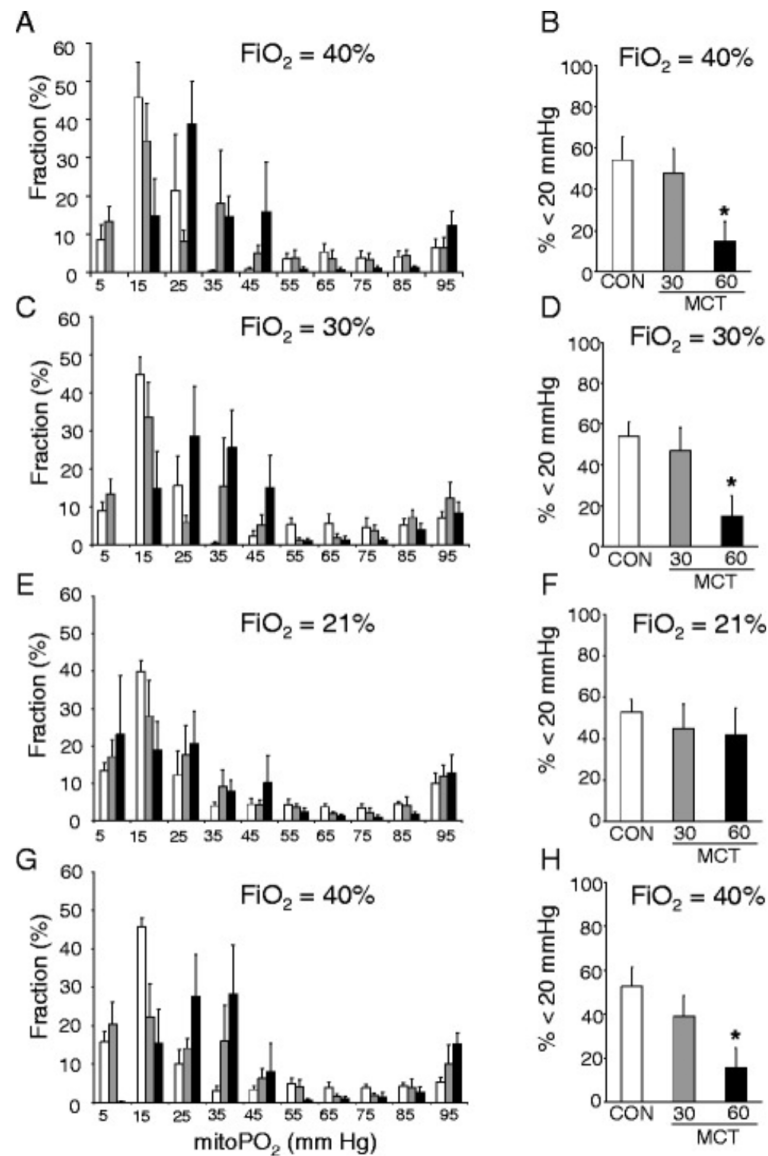 A
FiO2 = 40%
Fraction (%)
60
50
40
30
20
10
0
5 15 25 35 45 55 65 75 85 95
B
FiO2 = 40%
% < 20 mmHg
100
80
60
40
20
0
*
CON 30 60
MCT
C
FiO2 = 30%
Fraction (%)
60
50
40
30
20
10
0
5 15 25 35 45 55 65 75 85 95
D
FiO2 = 30%
% < 20 mmHg
100
80
60
40
20
0
*
CON 30 60
MCT
E
FiO2 = 21%
Fraction (%)
60
50
40
30
20
10
0
5 15 25 35 45 55 65 75 85 95
F
FiO2 = 21%
% < 20 mmHg
100
80
60
40
20
0
CON 30 60
MCT
G
FiO2 = 40%
Fraction (%)
60
50
40
30
20
10
0
5 15 25 35 45 55 65 75 85 95
mitoPO2 (mm Hg)
H
FiO2 = 40%
% < 20 mmHg
100
80
60
40
20
0
*
CON 30 60
MCT